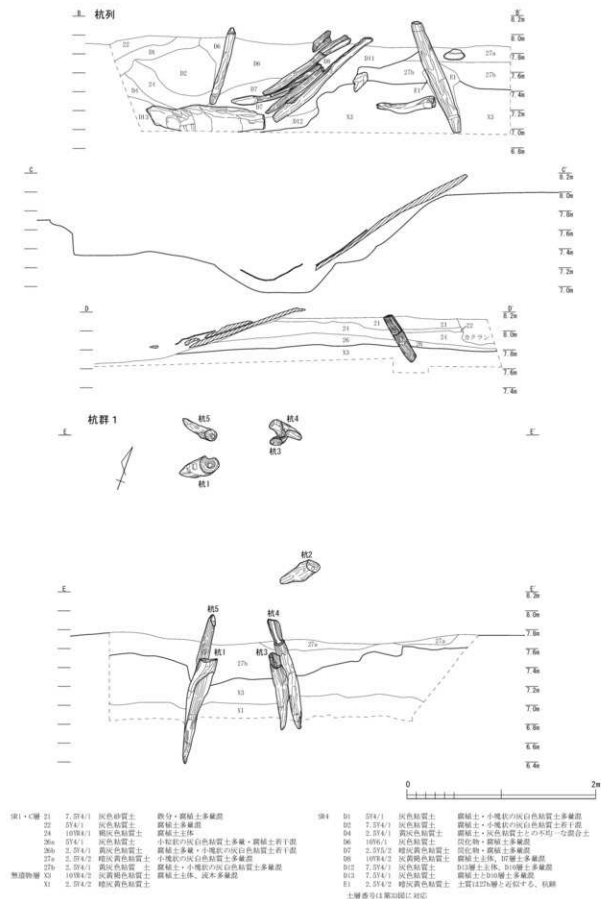 杭列
B
B'
8.2m
8.0m
7.8m
7.6m
7.4m
7.2m
7.0m
6.8m
22
D1
D6
D6
D8
D11
27a
D2
24
D4
D7
D7
27b
E1
27b
E1
D13
D12
X3
X3
C
C'
8.2m
8.0m
7.8m
7.6m
7.4m
7.2m
7.0m
D
D'
8.2m
8.0m
7.8m
7.6m
7.4m
21
21
22
24
24
カクラン
26
X3
杭群 1
E
E'
杭5
杭4
杭3
杭1
杭2
E
E'
8.2m
8.0m
7.8m
7.6m
7.4m
7.2m
7.0m
6.8m
6.6m
6.4m
杭5
杭4
杭1
杭3
27a
27a
27b
X3
X1
0
2m
SR1・C層 21 7.5Y4/1 灰色砂質土 鉄分・腐植土多量混
22 5Y4/1 灰色粘質土 腐植土多量混
24 10YR4/1 褐灰色粘質土 腐植土主体
26a 5Y4/1 灰色粘質土 小粒状の灰白色粘質土多量・腐植土若干混
26b 2.5Y4/1 黄灰色粘質土 腐植土多量・小塊状の灰白色粘質土若干混
27a 2.5Y4/2 暗灰黄色粘質土 小塊状の灰白色粘質土多量混
27b 2.5Y4/1 黄灰色粘質土 腐植土・小塊状の灰白色粘質土多量混
無遺物層 X3 10YR4/2 灰黄褐色粘質土 腐植土主体、流木多量混
X1 2.5Y4/2 暗灰黄色粘質土
SR4 D1 5Y4/1 灰色粘質土 腐植土・小塊状の灰白色粘質土多量混
D2 7.5Y4/1 灰色粘質土 腐植土・小塊状の灰白色粘質土若干混
D4 2.5Y4/1 黄灰色粘質土 腐植土・灰色粘質土との不均一な混合土
D6 10Y6/1 灰色粘質土 炭化物・腐植土多量混
D7 2.5Y5/2 暗灰黄色粘質土 炭化物・腐植土多量混
D8 10YR4/2 灰黄褐色粘質土 腐植土主体、D7層土多量混
D12 7.5Y4/1 灰色粘質土 D13層土主体、D10層土多量混
D13 7.5Y4/1 灰色粘質土 腐植土とD10層土多量混
E1 2.5Y4/2 暗灰黄色粘質土 土質は27b層と近似する、杭跡
土層番号は第33図に対応